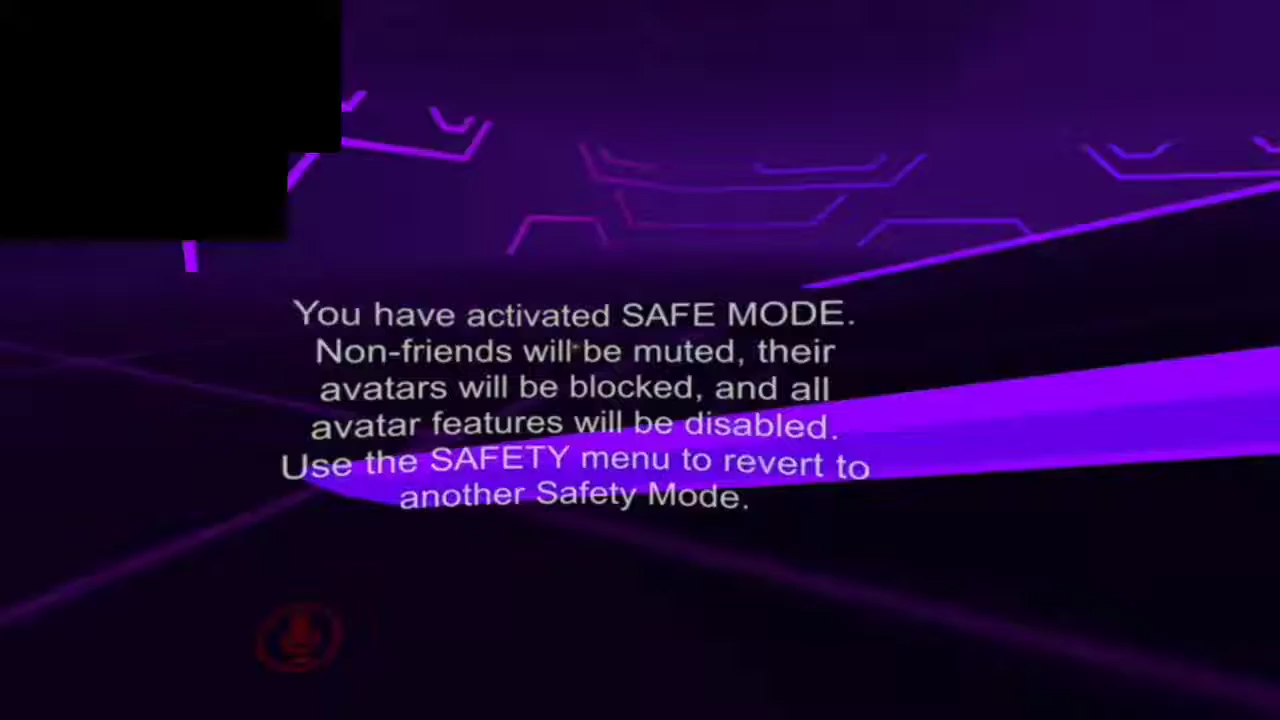 You have activated SAFE MODE.
Non-friends will be muted, their
avatars will be blocked, and all
avatar features will be disabled.
Use the SAFETY menu to revert to
another Safety Mode.